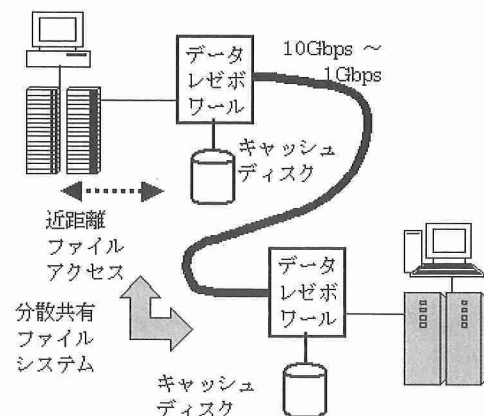 データ
レゼボ
ワール
10Gbps ～
1Gbps
キャッシュ
ディスク
近距離
ファイル
アクセス
データ
レゼボ
ワール
分散共有
ファイル
システム
キャッシュ
ディスク